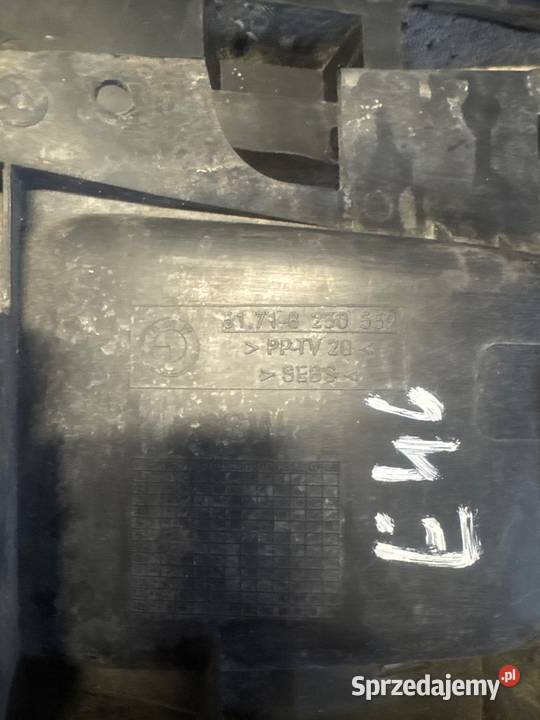 51.71-8 230 559
> PP-TV 20 <
> SEBS <
E46
Sprzedajemy.pl